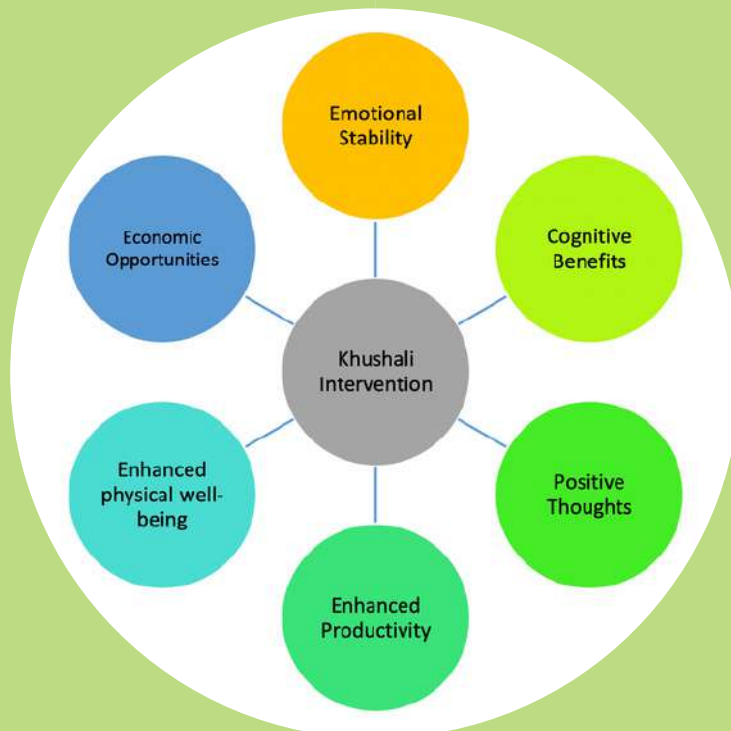 Emotional
Stability
Cognitive
Benefits
Positive
Thoughts
Enhanced
Productivity
Enhanced
physical well-
being
Economic
Opportunities
Khushali
Intervention